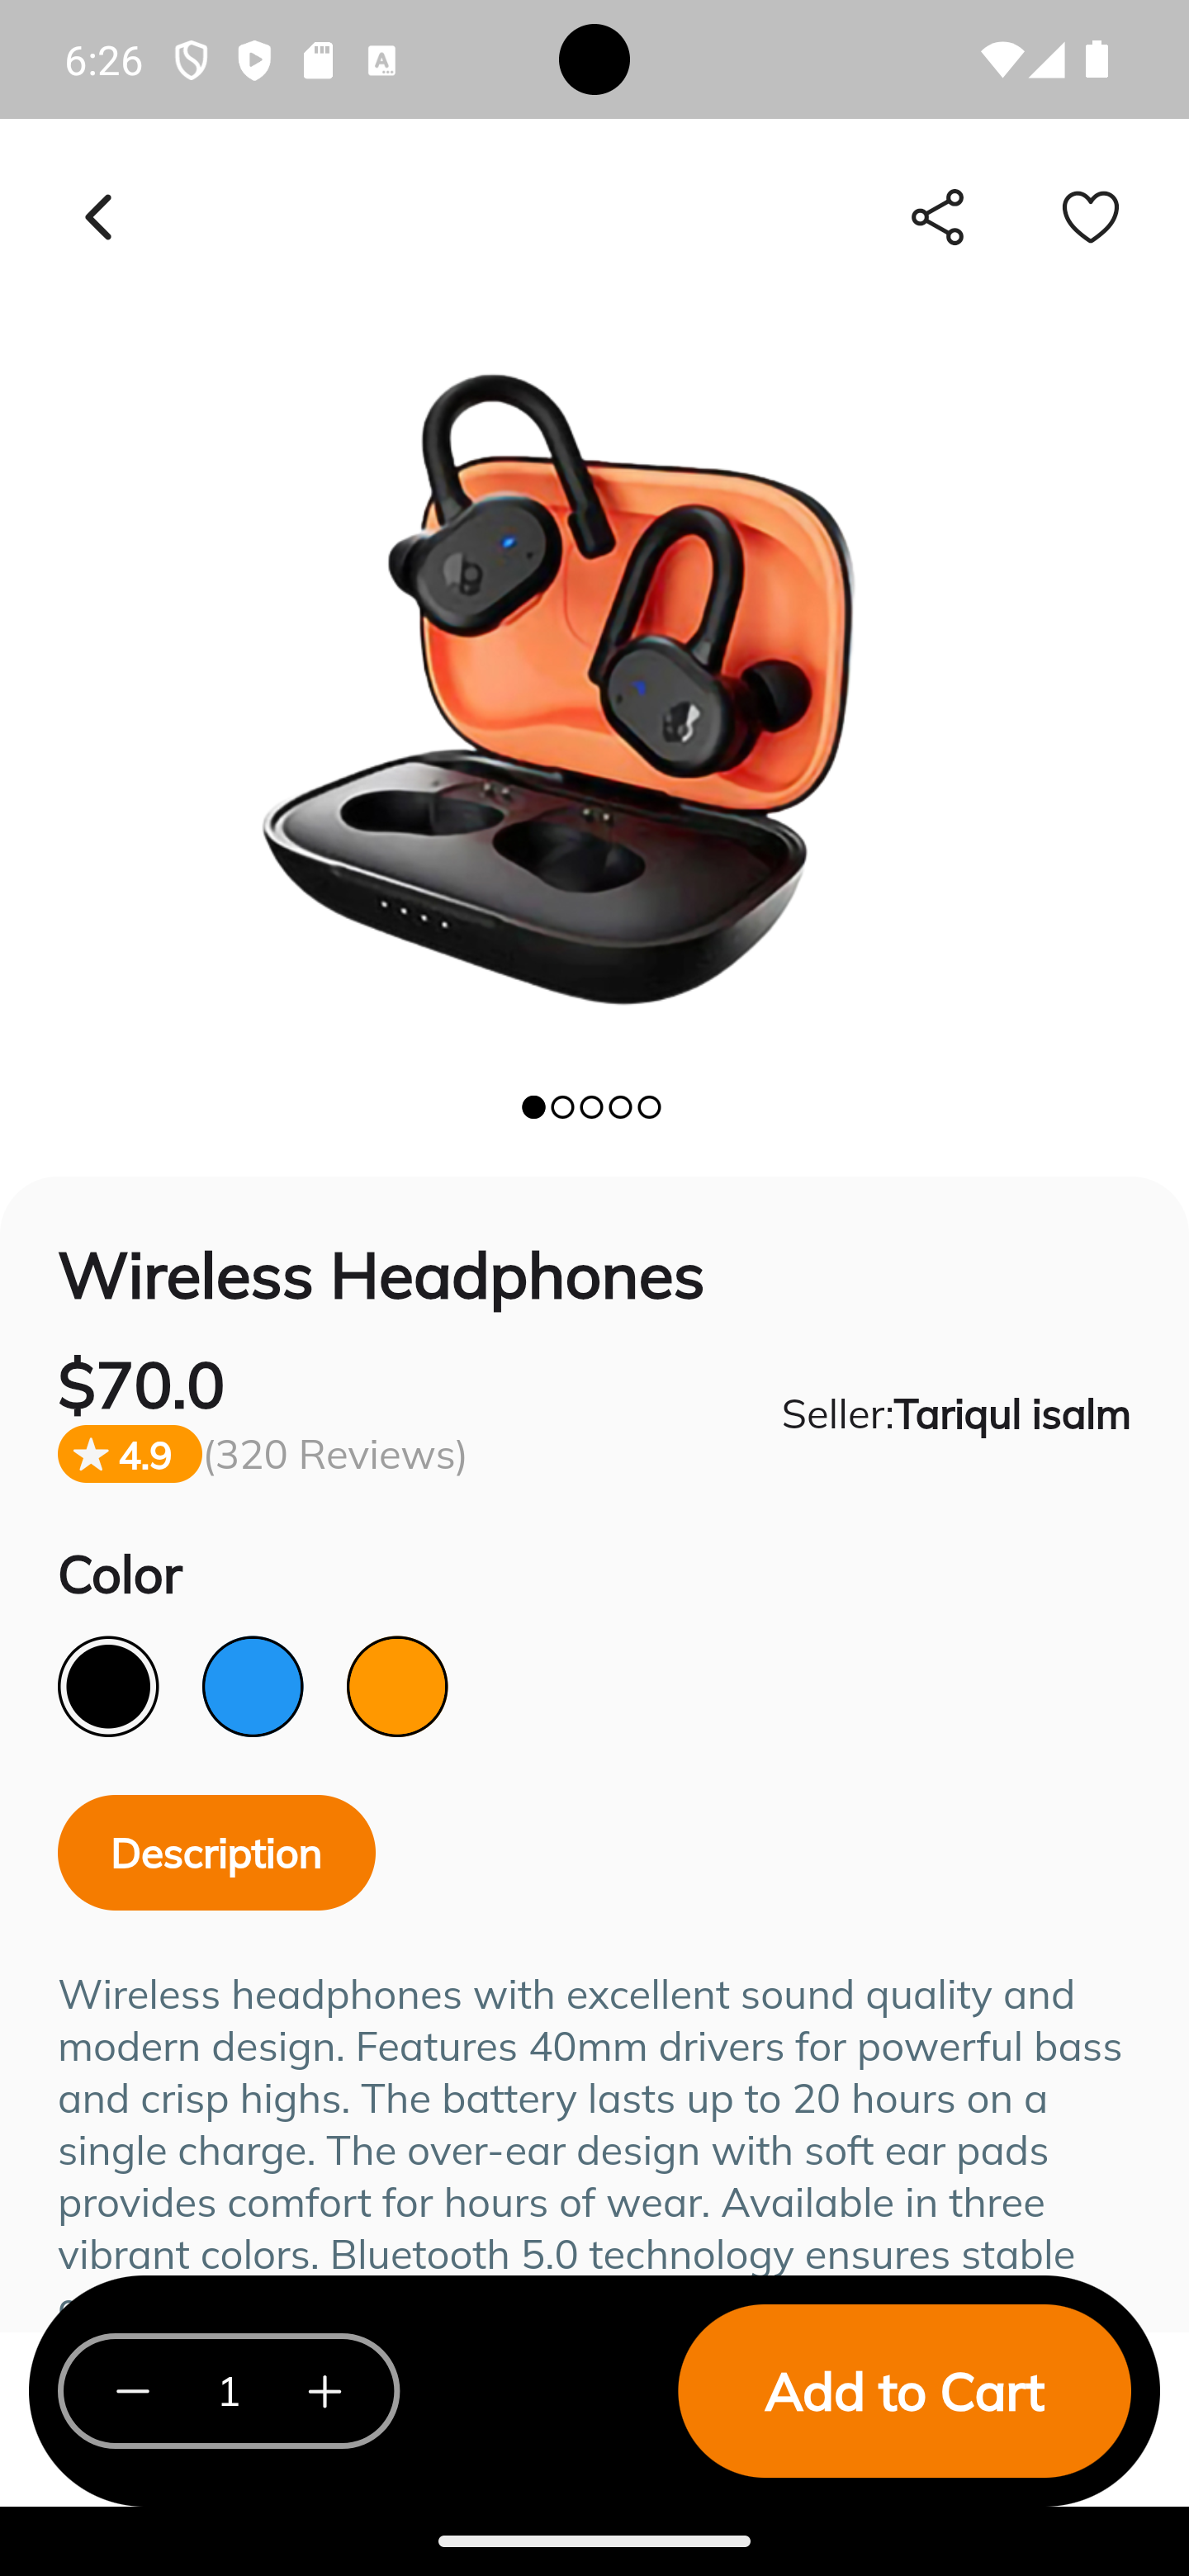 6:26
Wireless Headphones
$70.0
Seller:Tariqul isalm
4.9 (320 Reviews)
Color
Description
Wireless headphones with excellent sound quality and
modern design. Features 40mm drivers for powerful bass
and crisp highs. The battery lasts up to 20 hours on a
single charge. The over-ear design with soft ear pads
provides comfort for hours of wear. Available in three
vibrant colors. Bluetooth 5.0 technology ensures stable
1
Add to Cart